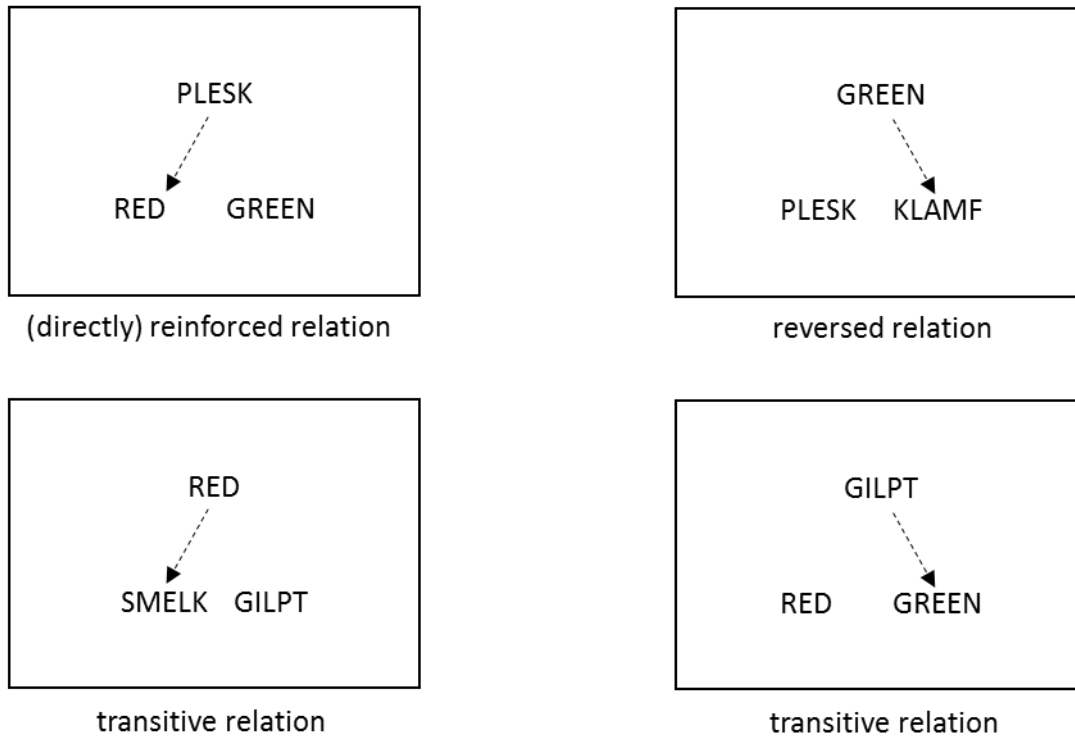 PLESK
RED GREEN
(directly) reinforced relation
GREEN
PLESK KLAMF
reversed relation
RED
SMELK GILPT
transitive relation
GILPT
RED GREEN
transitive relation